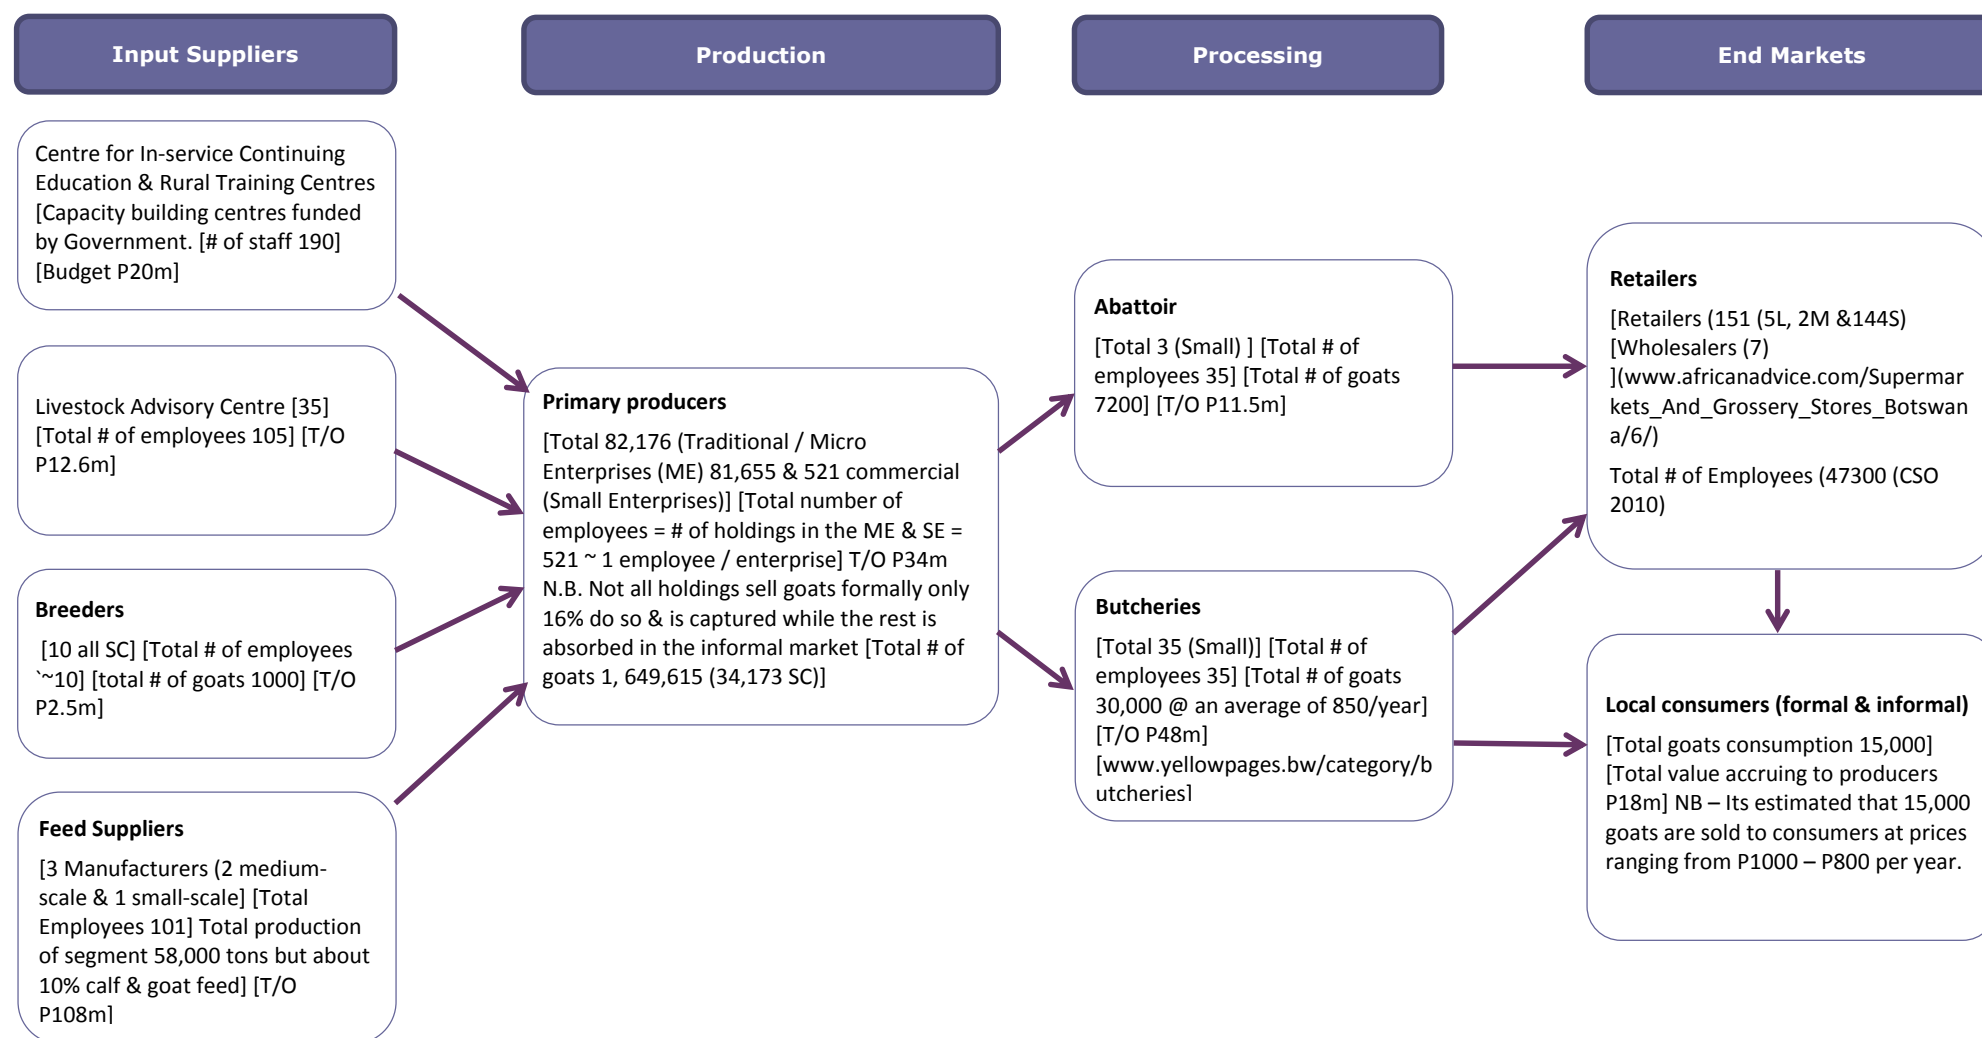 Input Suppliers
Production
Processing
End Markets
Centre for In-service Continuing
Education & Rural Training Centres
[Capacity building centres funded
by Government. [# of staff 190]
[Budget P20m]
Livestock Advisory Centre [35]
[Total # of employees 105] [T/O
P12.6m]
Breeders
[10 all SC] [Total # of employees
`~10] [total # of goats 1000] [T/O
P2.5m]
Feed Suppliers
[3 Manufacturers (2 medium-
scale & 1 small-scale] [Total
Employees 101] Total production
of segment 58,000 tons but about
10% calf & goat feed] [T/O
P108m]
Primary producers
[Total 82,176 (Traditional / Micro
Enterprises (ME) 81,655 & 521 commercial
(Small Enterprises)] [Total number of
employees = # of holdings in the ME & SE =
521 ~ 1 employee / enterprise] T/O P34m
N.B. Not all holdings sell goats formally only
16% do so & is captured while the rest is
absorbed in the informal market [Total # of
goats 1, 649,615 (34,173 SC)]
Abattoir
[Total 3 (Small) ] [Total # of
employees 35] [Total # of goats
7200] [T/O P11.5m]
Butcheries
[Total 35 (Small)] [Total # of
employees 35] [Total # of goats
30,000 @ an average of 850/year]
[T/O P48m]
[www.yellowpages.bw/category/b
utcheries]
Retailers
[Retailers (151 (5L, 2M &144S)
[Wholesalers (7)
](www.africanadvice.com/Supermar
kets_And_Grossery_Stores_Botswan
a/6/)
Total # of Employees (47300 (CSO
2010)
Local consumers (formal & informal)
[Total goats consumption 15,000]
[Total value accruing to producers
P18m] NB – Its estimated that 15,000
goats are sold to consumers at prices
ranging from P1000 – P800 per year.